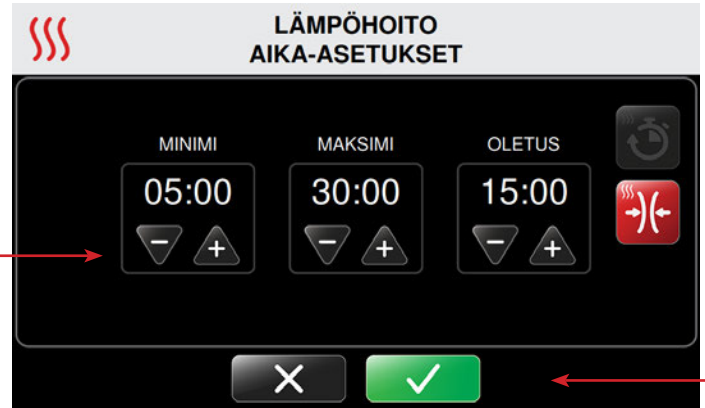 LÄMPÖHOITO
AIKA-ASETUKSET
MINIMI MAKSIMI OLETUS
05:00 30:00 15:00
− + − + − +